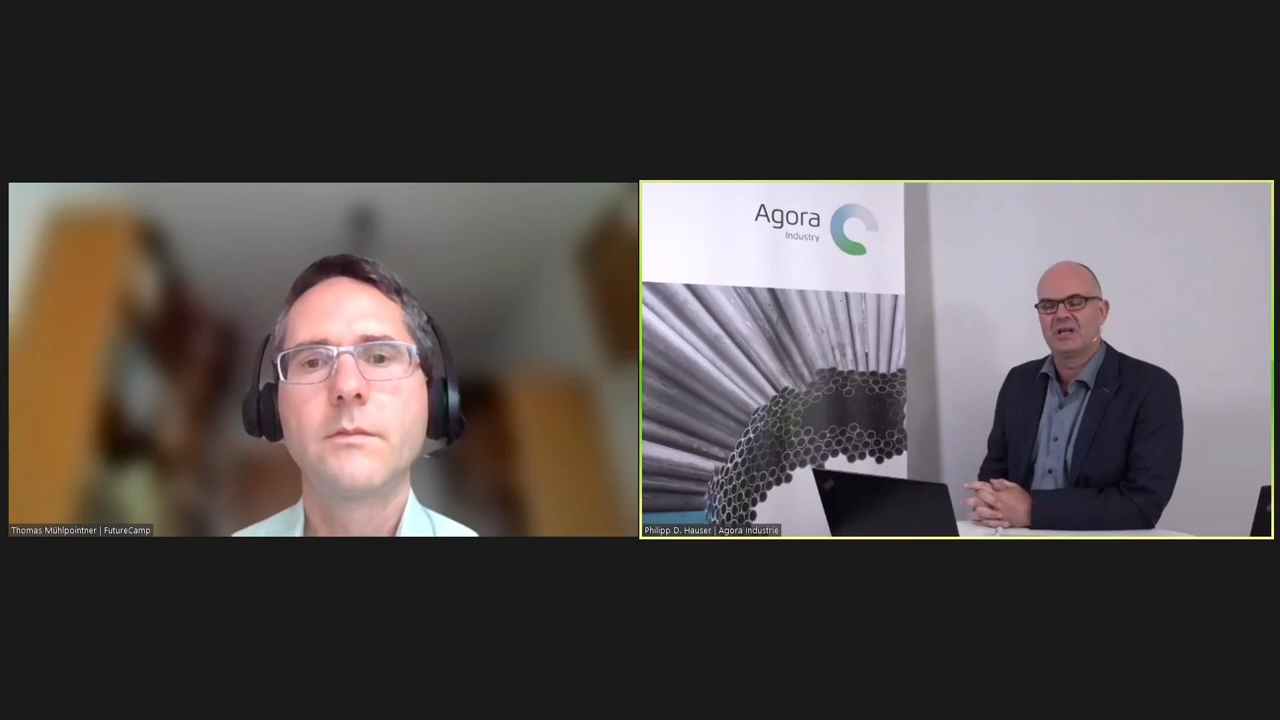 Agora
Industry
Thomas Mühlpointner | FutureCamp
Philipp D. Hauser | Agora Industrie